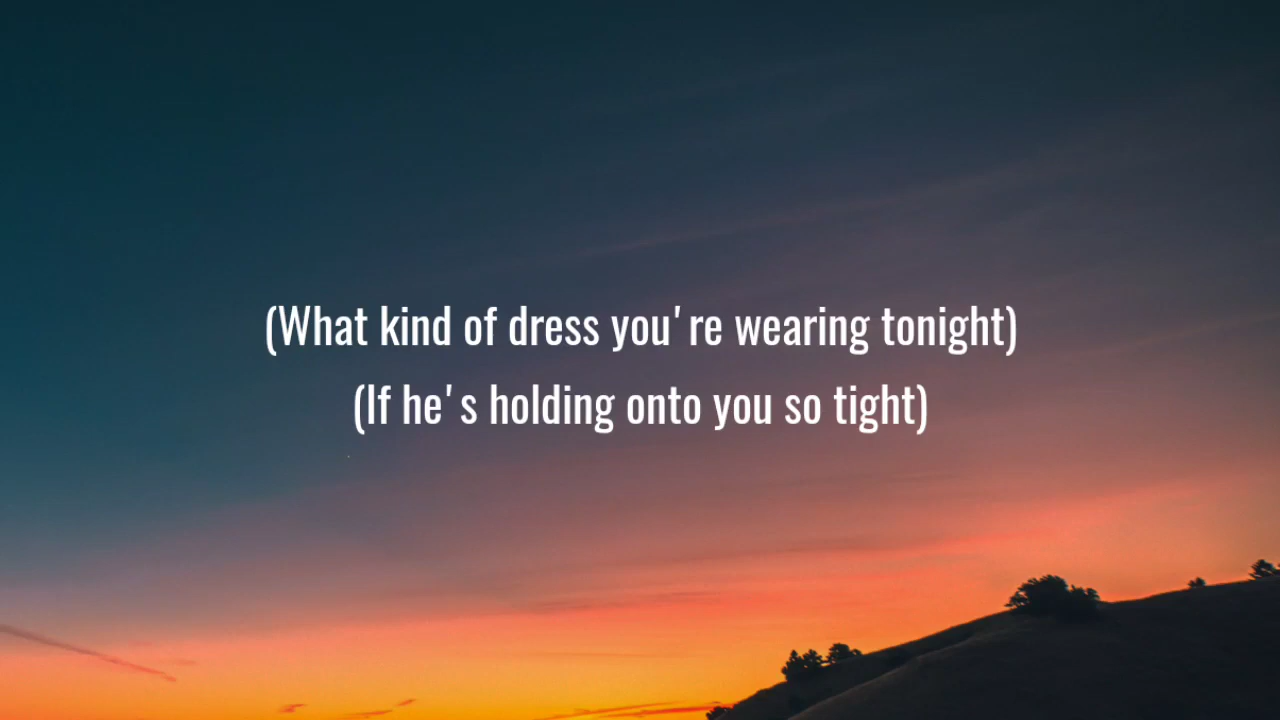 (What kind of dress you're wearing tonight)
(If he's holding onto you so tight)